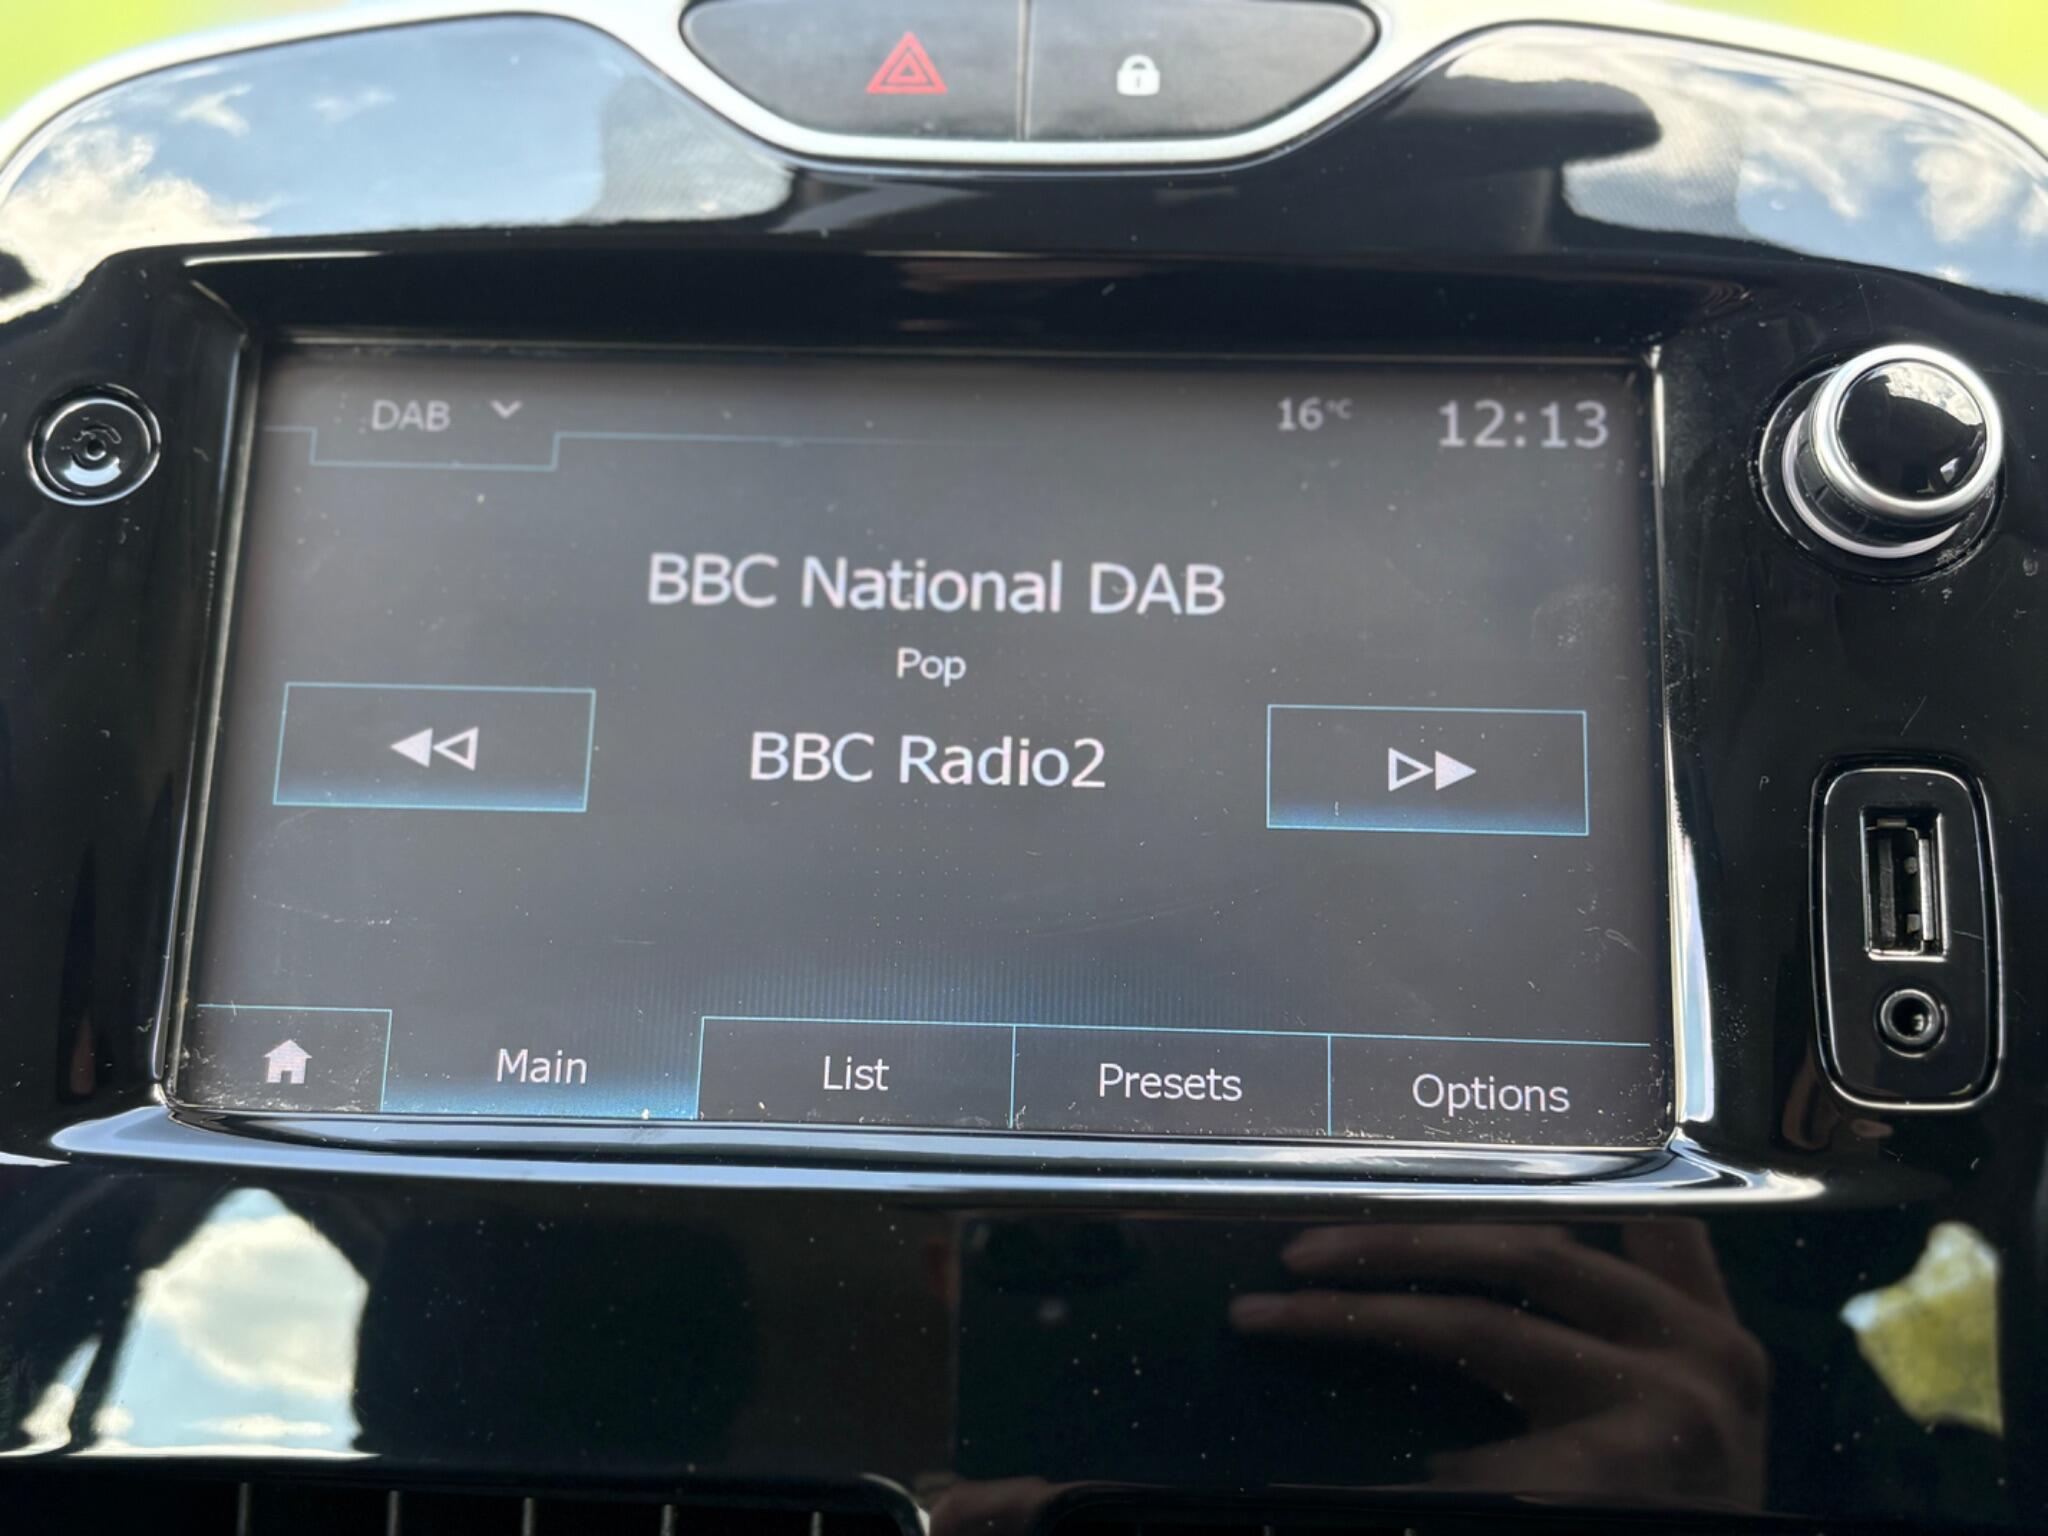 DAB
16°C 12:13
BBC National DAB
Pop
BBC Radio2
Main List Presets Options